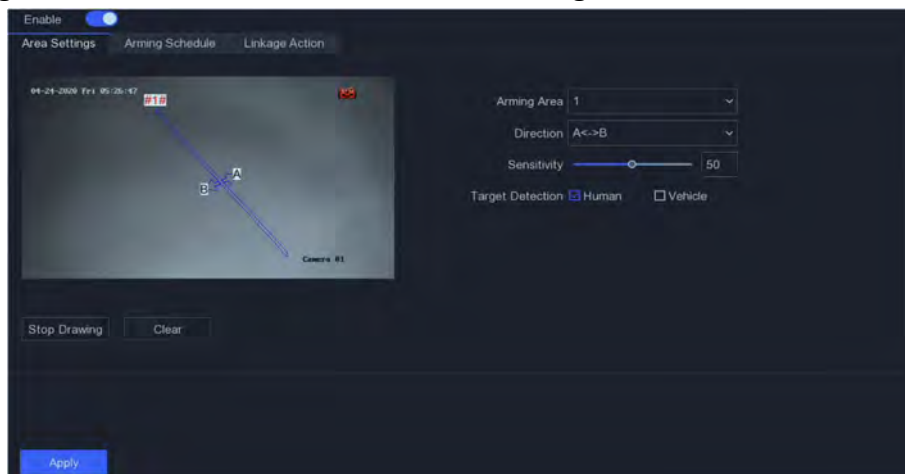 Enable
Area Settings Arming Schedule Linkage Action
04-24-2020 Fri 05:26:47
#1#
A
B
Camera 01
Arming Area 1
Direction A<->B
Sensitivity 50
Target Detection Human Vehicle
Stop Drawing Clear
Apply